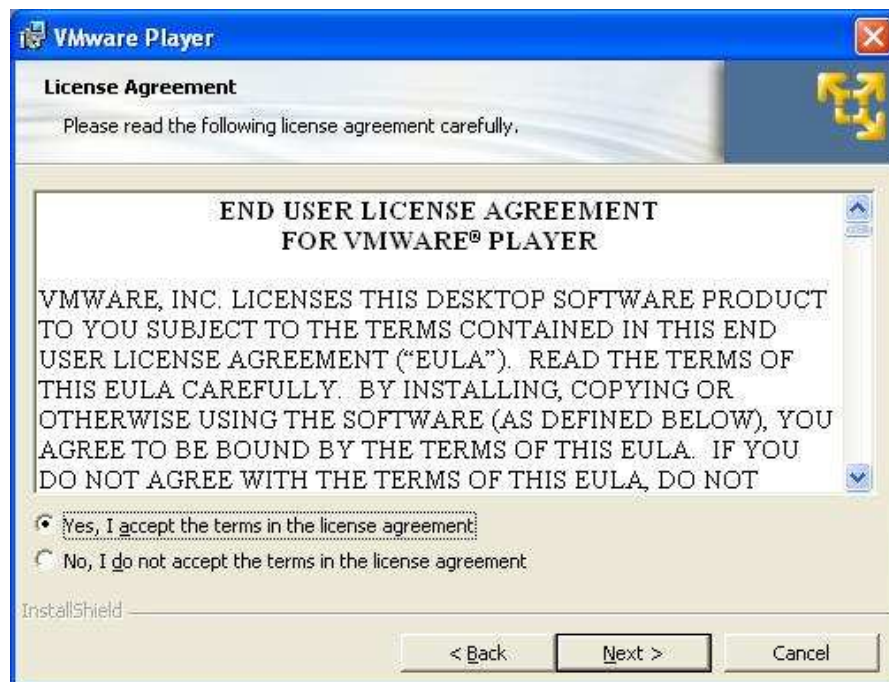 VMware Player
License Agreement
Please read the following license agreement carefully.
END USER LICENSE AGREEMENT
FOR VMWARE® PLAYER
VMWARE, INC. LICENSES THIS DESKTOP SOFTWARE PRODUCT
TO YOU SUBJECT TO THE TERMS CONTAINED IN THIS END
USER LICENSE AGREEMENT (“EULA”).  READ THE TERMS OF
THIS EULA CAREFULLY.  BY INSTALLING, COPYING OR
OTHERWISE USING THE SOFTWARE (AS DEFINED BELOW), YOU
AGREE TO BE BOUND BY THE TERMS OF THIS EULA.  IF YOU
DO NOT AGREE WITH THE TERMS OF THIS EULA, DO NOT
Yes, I accept the terms in the license agreement
No, I do not accept the terms in the license agreement
InstallShield
< Back Next > Cancel